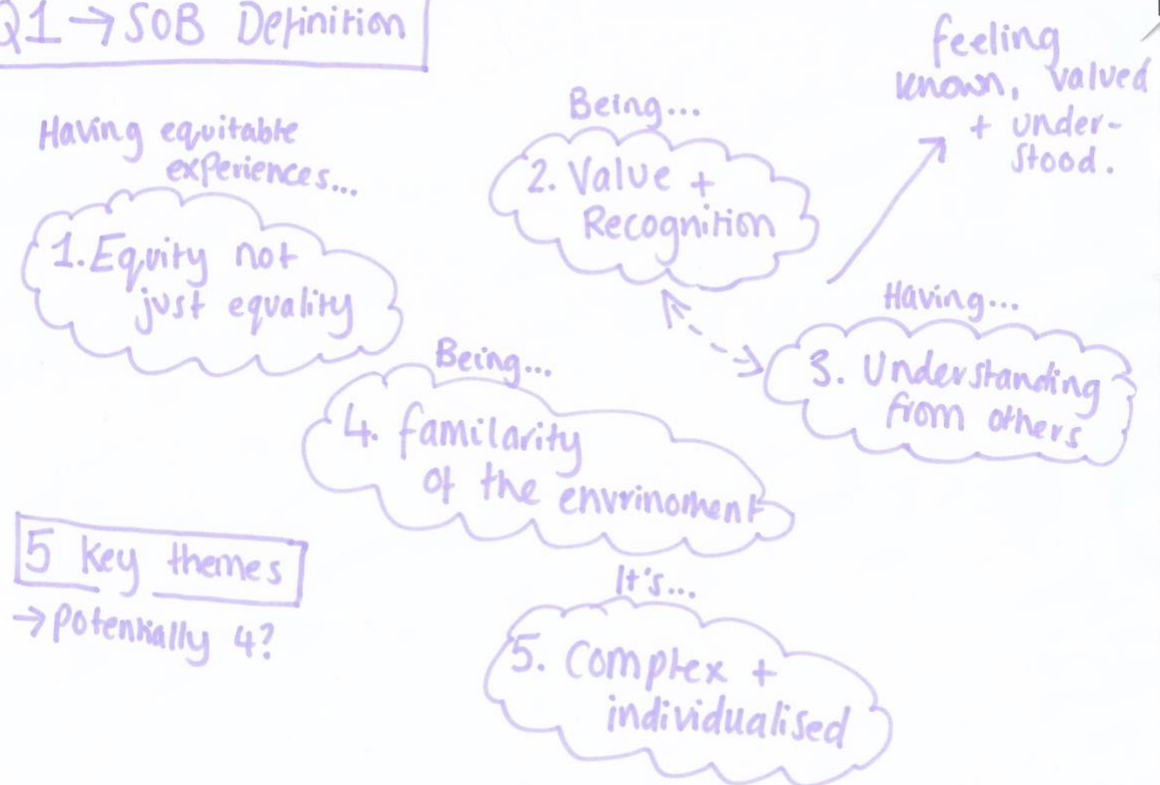 Q1 → SOB Definition
Having equitable
experiences...
1. Equity not
just equality
Being...
2. Value +
Recognition
feeling
known, valued
+ under-
stood.
Having...
3. Understanding
from others
Being...
4. familarity
of the envrinoment
5 key themes
→ potentially 4?
It's...
5. Complex +
individualised